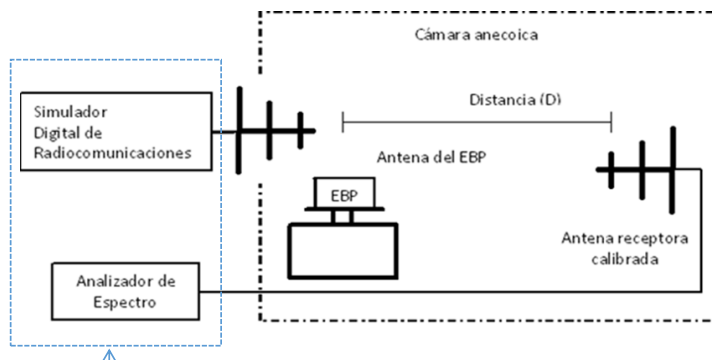 Cámara anecoica
Simulador
Digital de
Radiocomunicaciones
Distancia (D)
Antena del EBP
EBP
Antena receptora
calibrada
Analizador de
Espectro